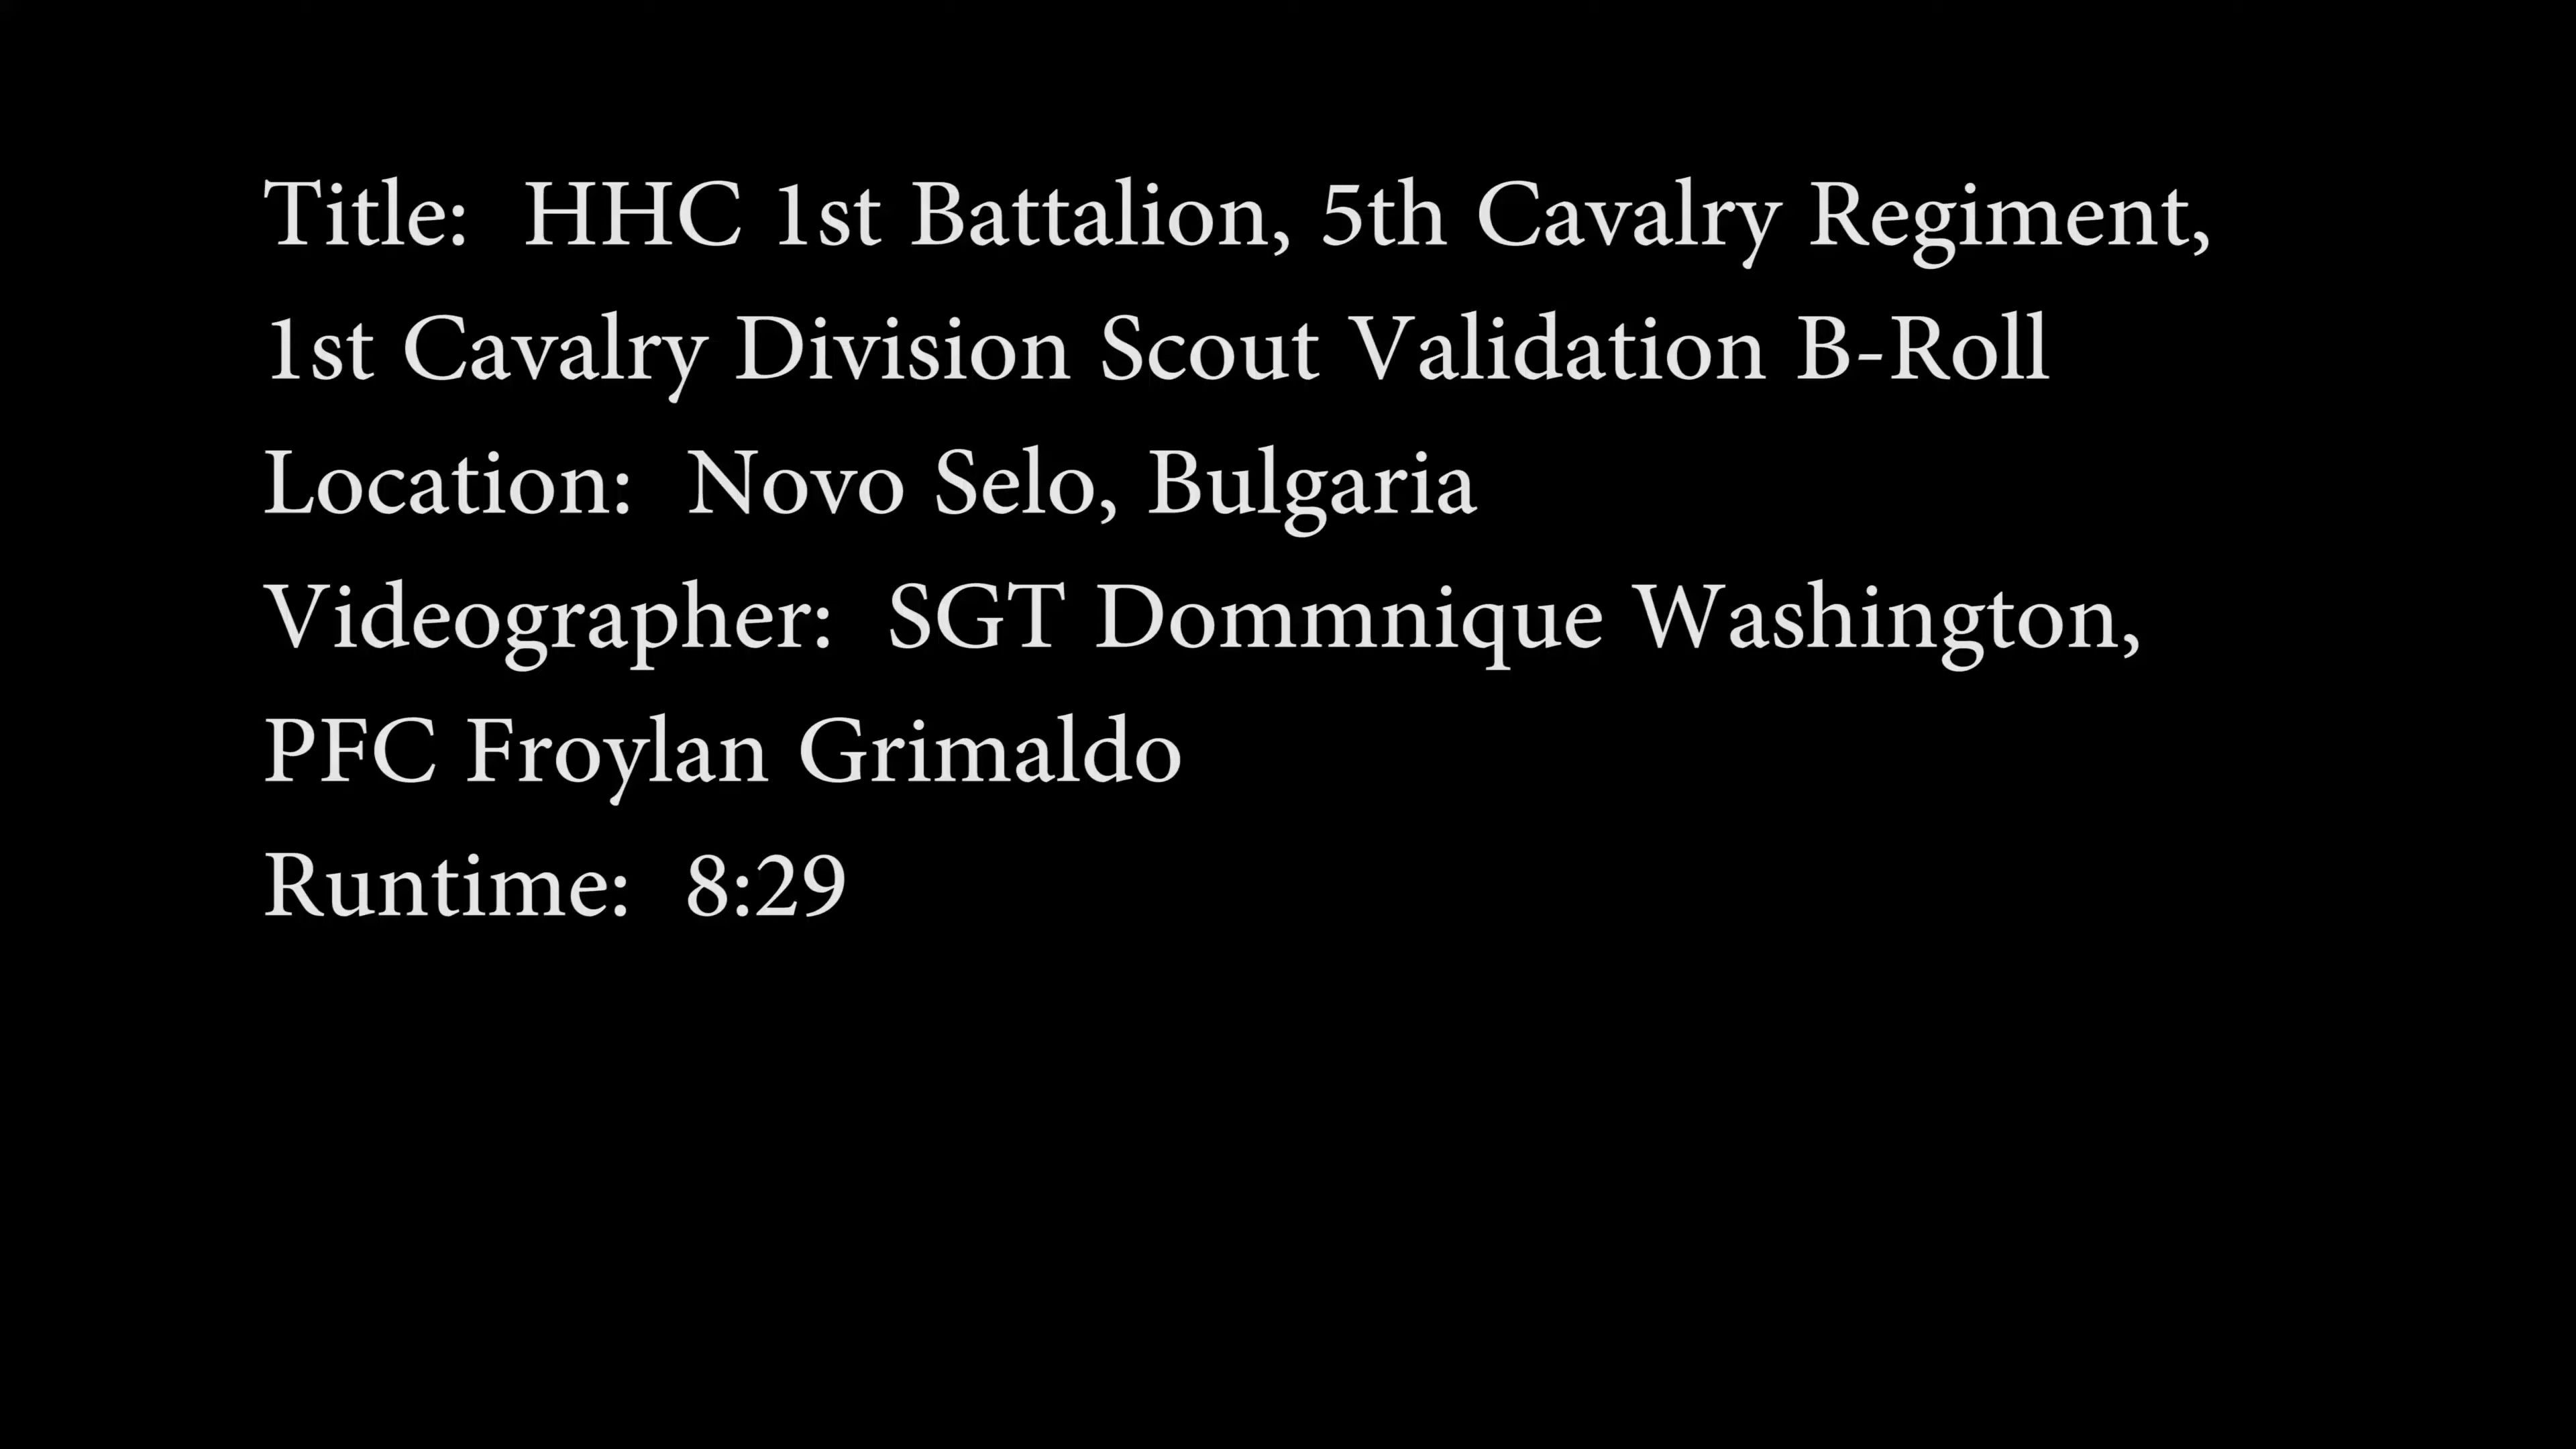 Title:  HHC 1st Battalion, 5th Cavalry Regiment,
1st Cavalry Division Scout Validation B-Roll
Location:  Novo Selo, Bulgaria
Videographer:  SGT Dommnique Washington,
PFC Froylan Grimaldo
Runtime:  8:29